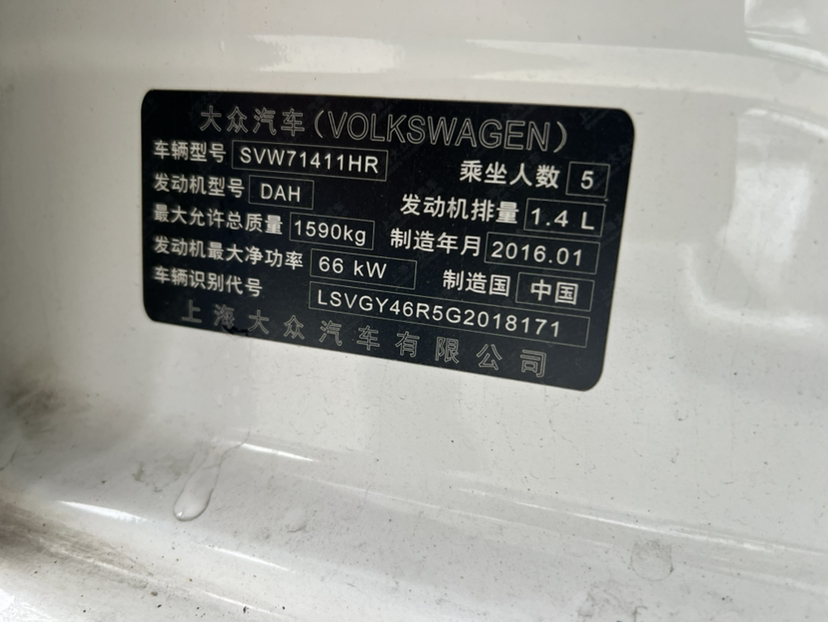 大众汽车(VOLKSWAGEN)
车辆型号 SVW71411HR 乘坐人数 5
发动机型号 DAH 发动机排量 1.4 L
最大允许总质量 1590kg 制造年月 2016.01
发动机最大净功率 66 kW 制造国 中国
车辆识别代号 LSVGY46R5G2018171
上海大众汽车有限公司